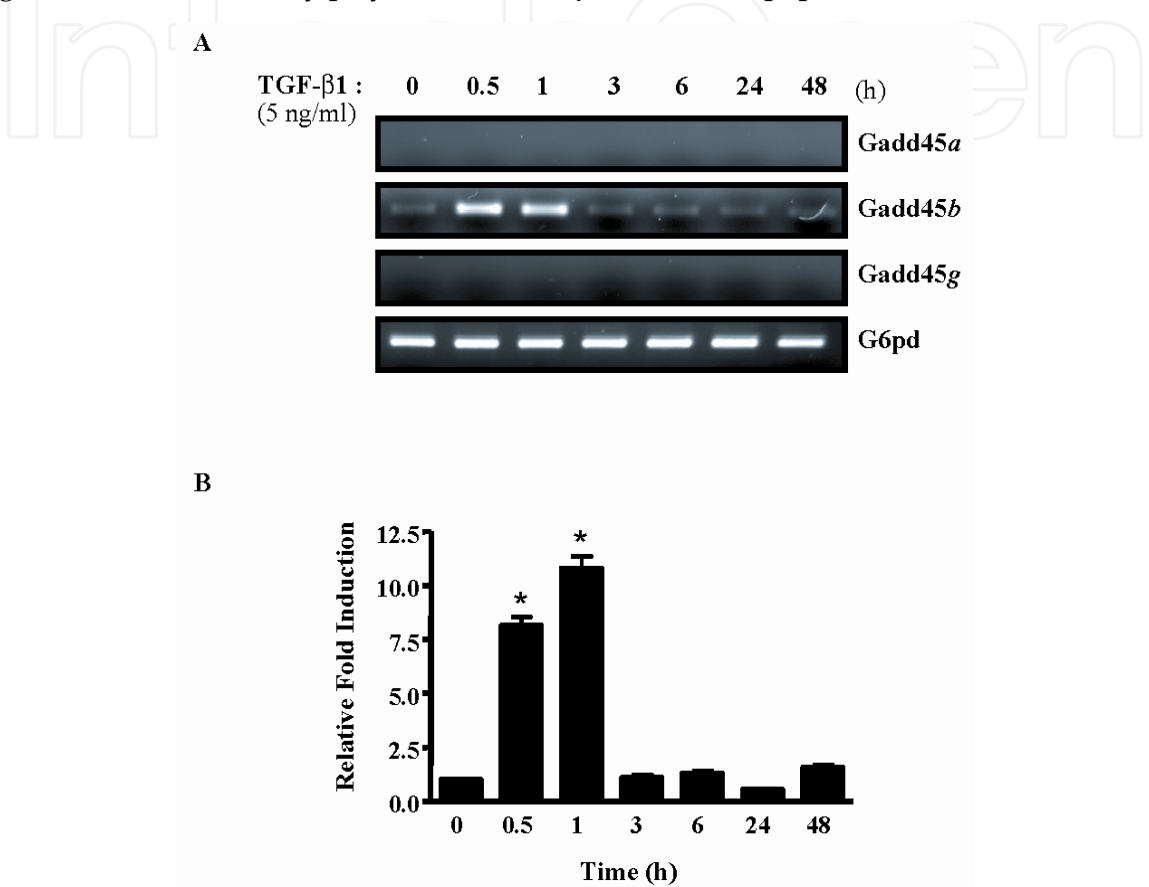 A
TGF-β1 : 0 0.5 1 3 6 24 48 (h)
(5 ng/ml)
Gadd45a
Gadd45b
Gadd45g
G6pd
B
Relative Fold Induction
12.5
10.0
7.5
5.0
2.5
0.0
* *
0 0.5 1 3 6 24 48
Time (h)